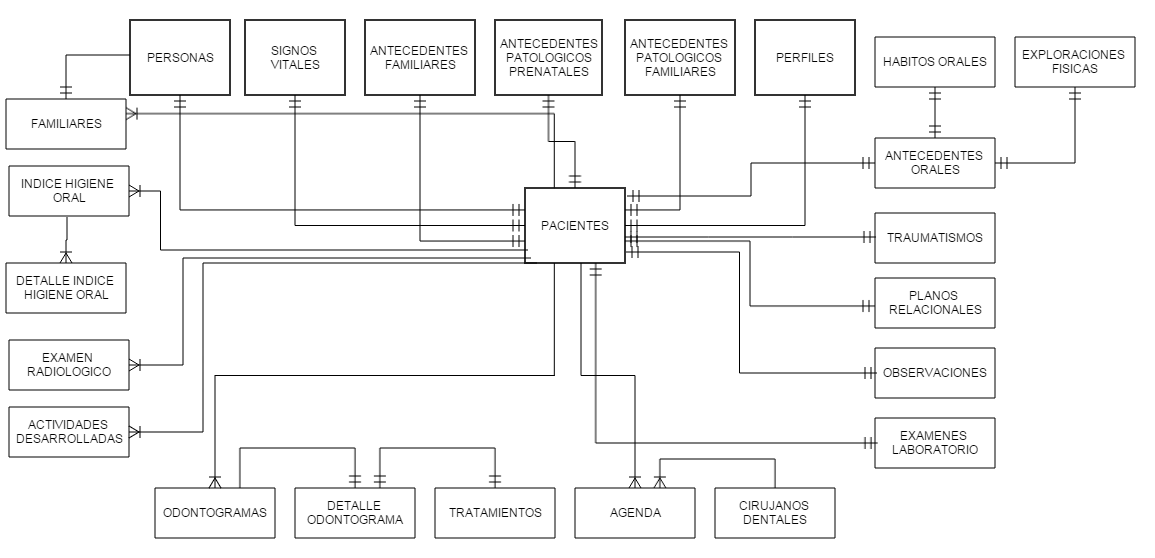 PERSONAS
SIGNOS
VITALES
ANTECEDENTES
FAMILIARES
ANTECEDENTES
PATOLOGICOS
PRENATALES
ANTECEDENTES
PATOLOGICOS
FAMILIARES
PERFILES
HABITOS ORALES
EXPLORACIONES
FISICAS
FAMILIARES
ANTECEDENTES
ORALES
INDICE HIGIENE
ORAL
PACIENTES
TRAUMATISMOS
DETALLE INDICE
HIGIENE ORAL
PLANOS
RELACIONALES
EXAMEN
RADIOLOGICO
OBSERVACIONES
ACTIVIDADES
DESARROLLADAS
EXAMENES
LABORATORIO
ODONTOGRAMAS
DETALLE
ODONTOGRAMA
TRATAMIENTOS
AGENDA
CIRUJANOS
DENTALES